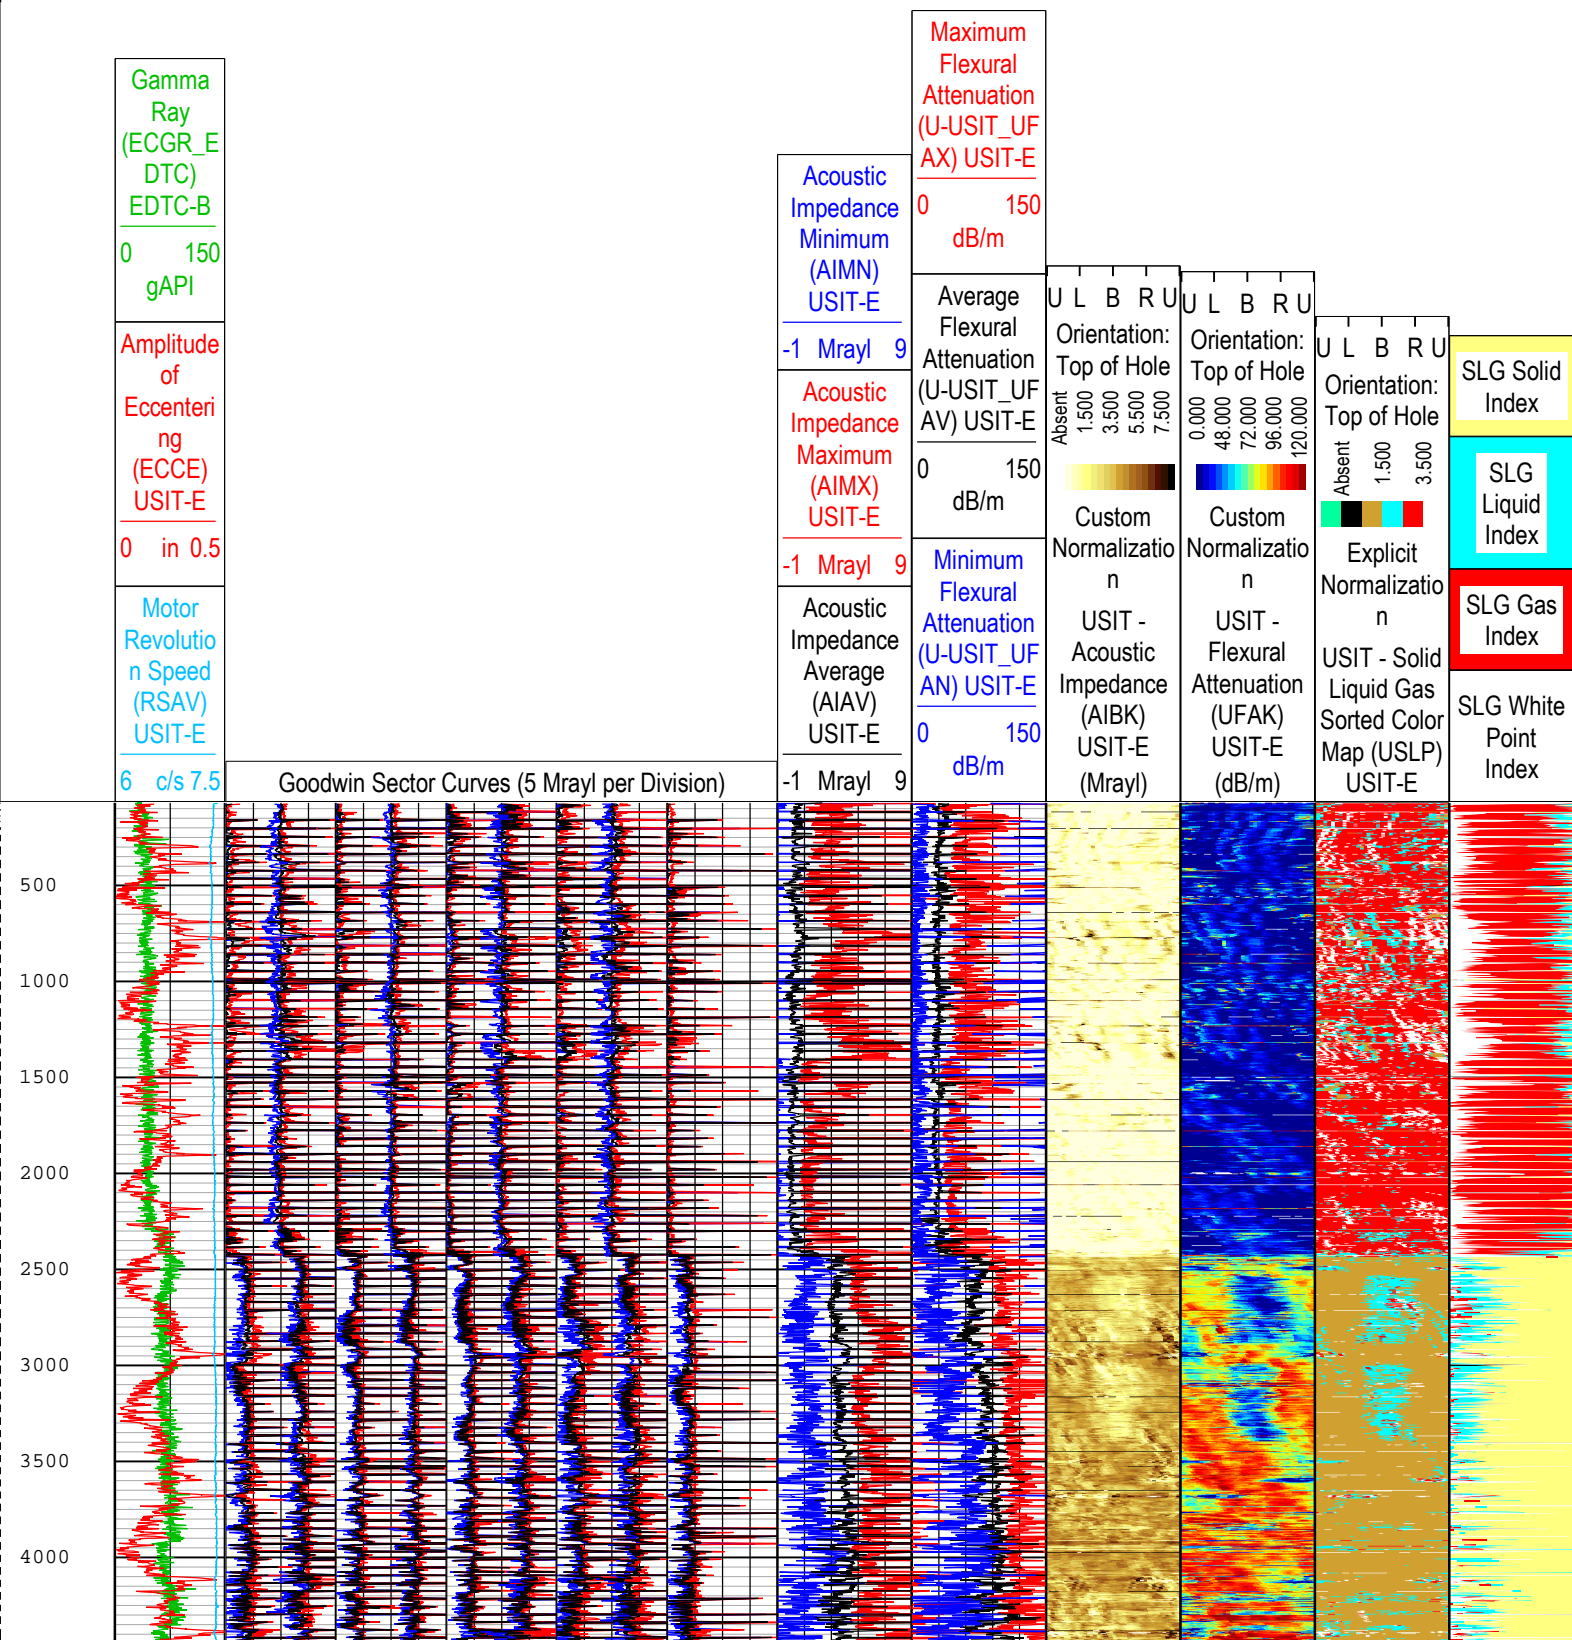 Gamma
Ray
(ECGR_E
DTC)
EDTC-B
0 150
gAPI
Amplitude
of
Eccenteri
ng
(ECCE)
USIT-E
0 in 0.5
Motor
Revolutio
n Speed
(RSAV)
USIT-E
6 c/s 7.5
Goodwin Sector Curves (5 Mrayl per Division)
Acoustic
Impedance
Minimum
(AIMN)
USIT-E
-1 Mrayl 9
Acoustic
Impedance
Maximum
(AIMX)
USIT-E
-1 Mrayl 9
Acoustic
Impedance
Average
(AIAV)
USIT-E
-1 Mrayl 9
Maximum
Flexural
Attenuation
(U-USIT_UF
AX) USIT-E
0 150
dB/m
Average
Flexural
Attenuation
(U-USIT_UF
AV) USIT-E
0 150
dB/m
Minimum
Flexural
Attenuation
(U-USIT_UF
AN) USIT-E
0 150
dB/m
U L B R U
Orientation:
Top of Hole
Absent
1.500
3.500
5.500
7.500
Custom
Normalizatio
n
USIT -
Acoustic
Impedance
(AIBK)
USIT-E
(Mrayl)
U L B R U
Orientation:
Top of Hole
0.000
48.000
72.000
96.000
120.000
Custom
Normalizatio
n
USIT -
Flexural
Attenuation
(UFAK)
USIT-E
(dB/m)
U L B R U
Orientation:
Top of Hole
Absent
1.500
3.500
Explicit
Normalizatio
n
USIT - Solid
Liquid Gas
Sorted Color
Map (USLP)
USIT-E
SLG Solid
Index
SLG
Liquid
Index
SLG Gas
Index
SLG White
Point
Index
500
1000
1500
2000
2500
3000
3500
4000